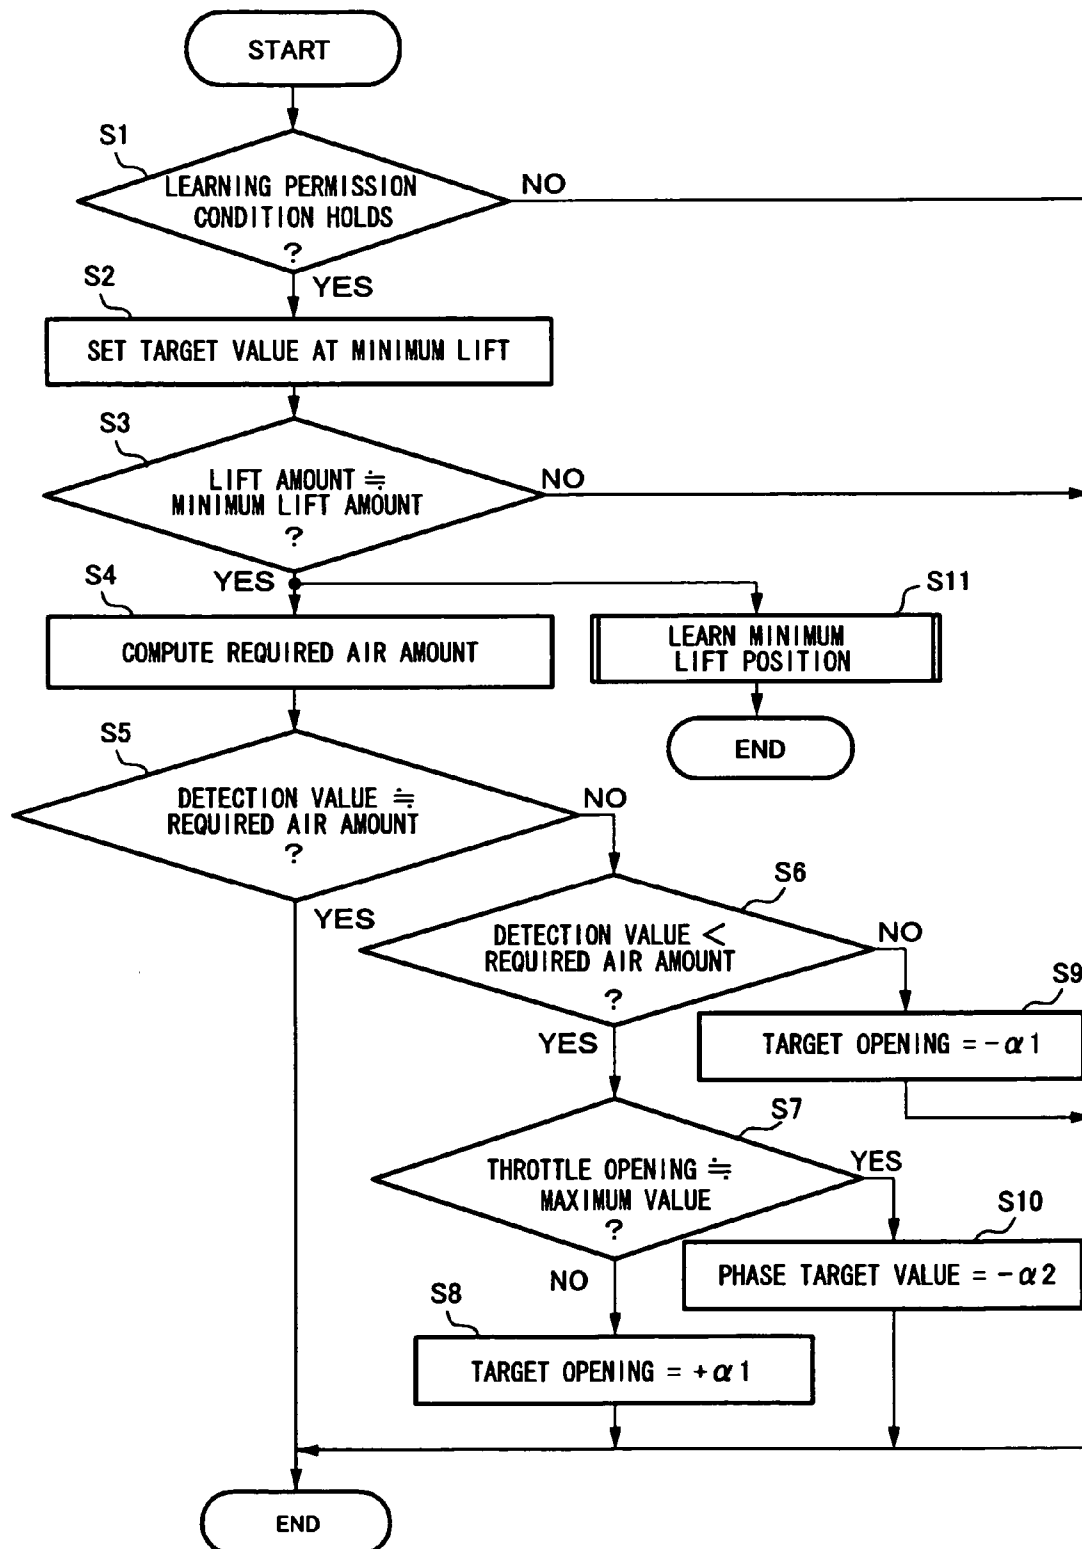 START
S1
LEARNING PERMISSION
CONDITION HOLDS
?
NO
YES
S2
SET TARGET VALUE AT MINIMUM LIFT
S3
LIFT AMOUNT ≒
MINIMUM LIFT AMOUNT
?
NO
YES
S4
COMPUTE REQUIRED AIR AMOUNT
S11
LEARN MINIMUM
LIFT POSITION
END
S5
DETECTION VALUE ≒
REQUIRED AIR AMOUNT
?
NO
YES
S6
DETECTION VALUE <
REQUIRED AIR AMOUNT
?
NO
YES
S9
TARGET OPENING = -α1
S7
THROTTLE OPENING ≒
MAXIMUM VALUE
?
YES
NO
S10
PHASE TARGET VALUE = -α2
S8
TARGET OPENING = +α1
END